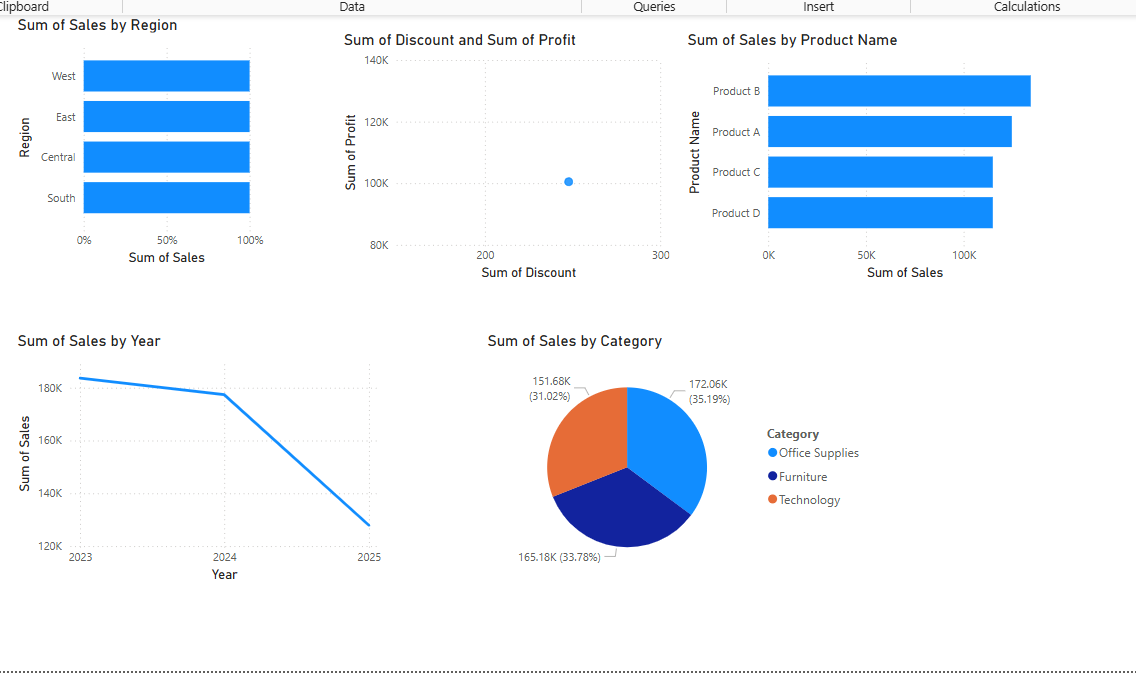 Clipboard
Data
Queries
Insert
Calculations
Sum of Sales by Region
Region
West
East
Central
South
0%
50%
100%
Sum of Sales
Sum of Discount and Sum of Profit
Sum of Profit
140K
120K
100K
80K
200
300
Sum of Discount
Sum of Sales by Product Name
Product Name
Product B
Product A
Product C
Product D
0K
50K
100K
Sum of Sales
Sum of Sales by Year
Sum of Sales
180K
160K
140K
120K
2023
2024
2025
Year
Sum of Sales by Category
151.68K
(31.02%)
172.06K
(35.19%)
165.18K (33.78%)
Category
Office Supplies
Furniture
Technology